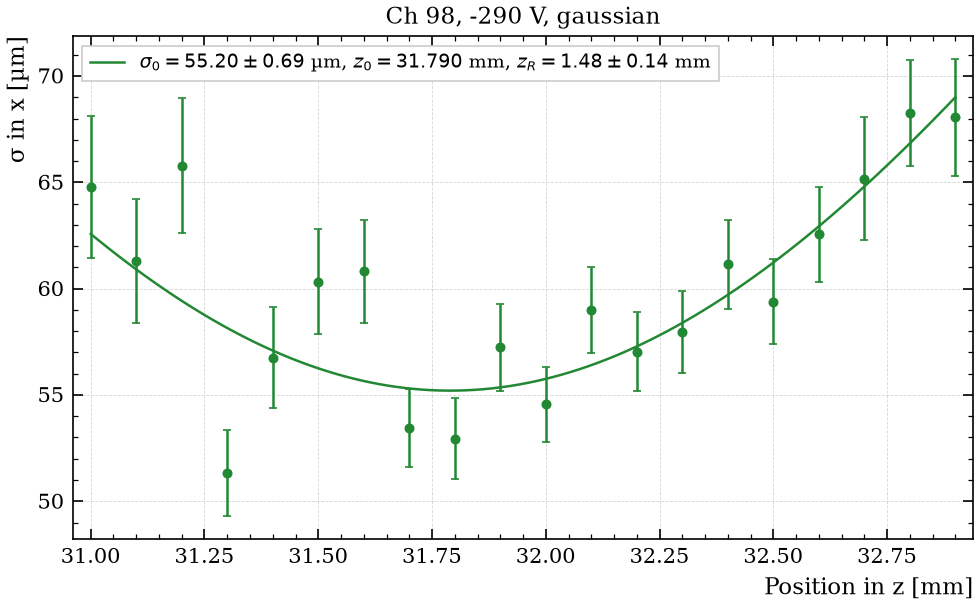 Ch 98, -290 V, gaussian
σ in x [μm]
σ₀ = 55.20 ± 0.69 μm, z₀ = 31.790 mm, z_R = 1.48 ± 0.14 mm
70
65
60
55
50
31.00 31.25 31.50 31.75 32.00 32.25 32.50 32.75
Position in z [mm]